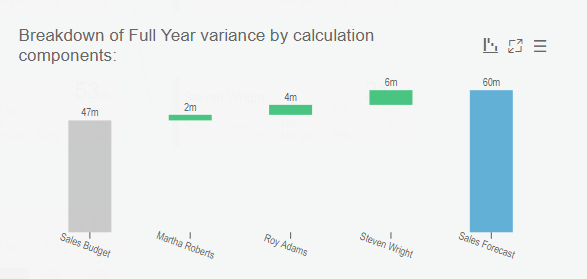 Breakdown of Full Year variance by calculation
components:
47m
2m
4m
6m
60m
Sales Budget
Martha Roberts
Roy Adams
Steven Wright
Sales Forecast